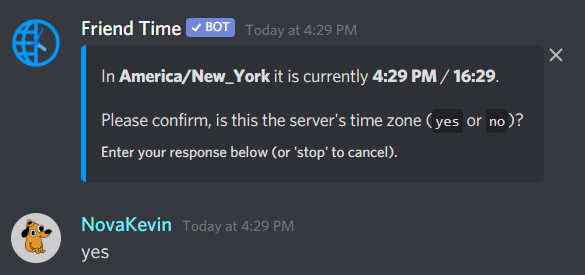 Friend Time ✓ BOT Today at 4:29 PM
In America/New_York it is currently 4:29 PM / 16:29.
Please confirm, is this the server's time zone (yes or no)?
Enter your response below (or 'stop' to cancel).
NovaKevin Today at 4:29 PM
yes